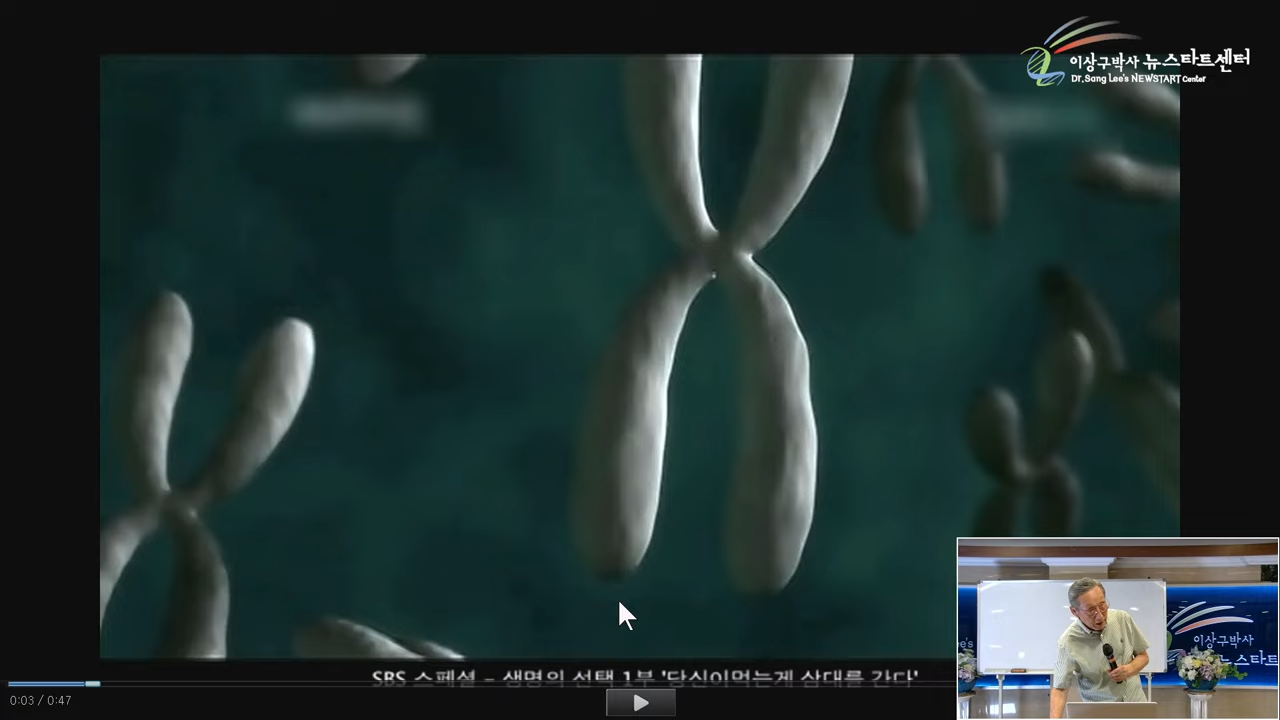 이상구박사 뉴스타트센터
Dr.Sang Lee's NEWSTART Center
SBS 스페셜 - 생명의 선택 1부 '당신이먹는게 삼대를 간다'
0:03 / 0:47
이상구박사
뉴스타트